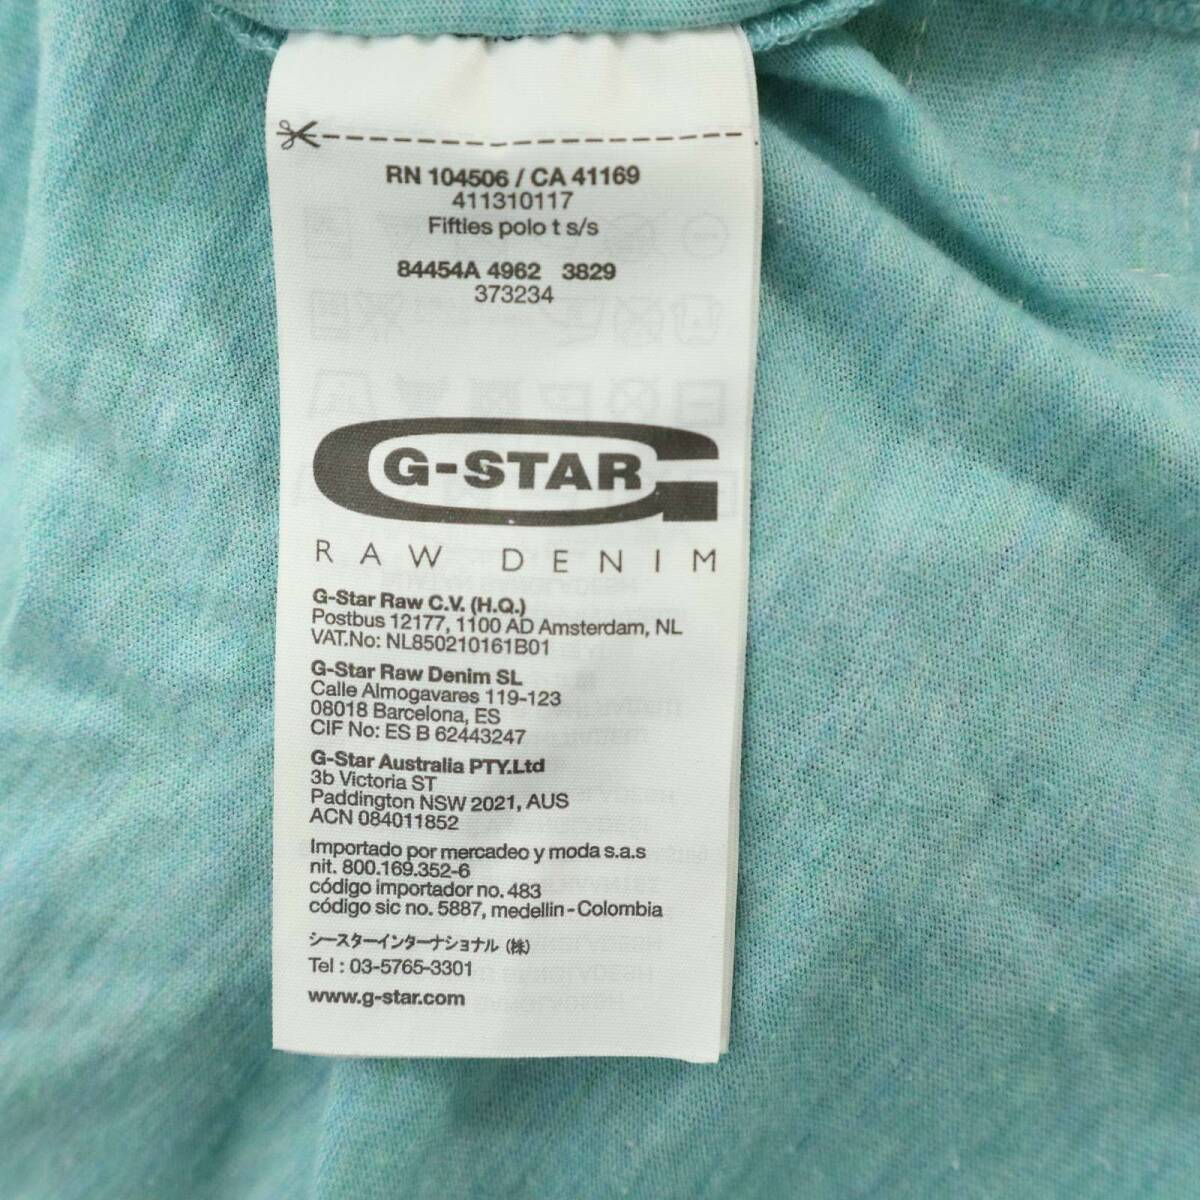 RN 104506 / CA 41169
411310117
Fifties polo t s/s
84454A 4962 3829
373234
G-STAR
RAW DENIM
G-Star Raw C.V. (H.Q.)
Postbus 12177, 1100 AD Amsterdam, NL
VAT.No: NL850210161B01
G-Star Raw Denim SL
Calle Almogavares 119-123
08018 Barcelona, ES
CIF No: ES B 62443247
G-Star Australia PTY.Ltd
3b Victoria ST
Paddington NSW 2021, AUS
ACN 084011852
Importado por mercadeo y moda s.a.s
nit. 800.169.352-6
código importador no. 483
código sic no. 5887, medellin - Colombia
シースターインターナショナル (株)
Tel : 03-5765-3301
www.g-star.com